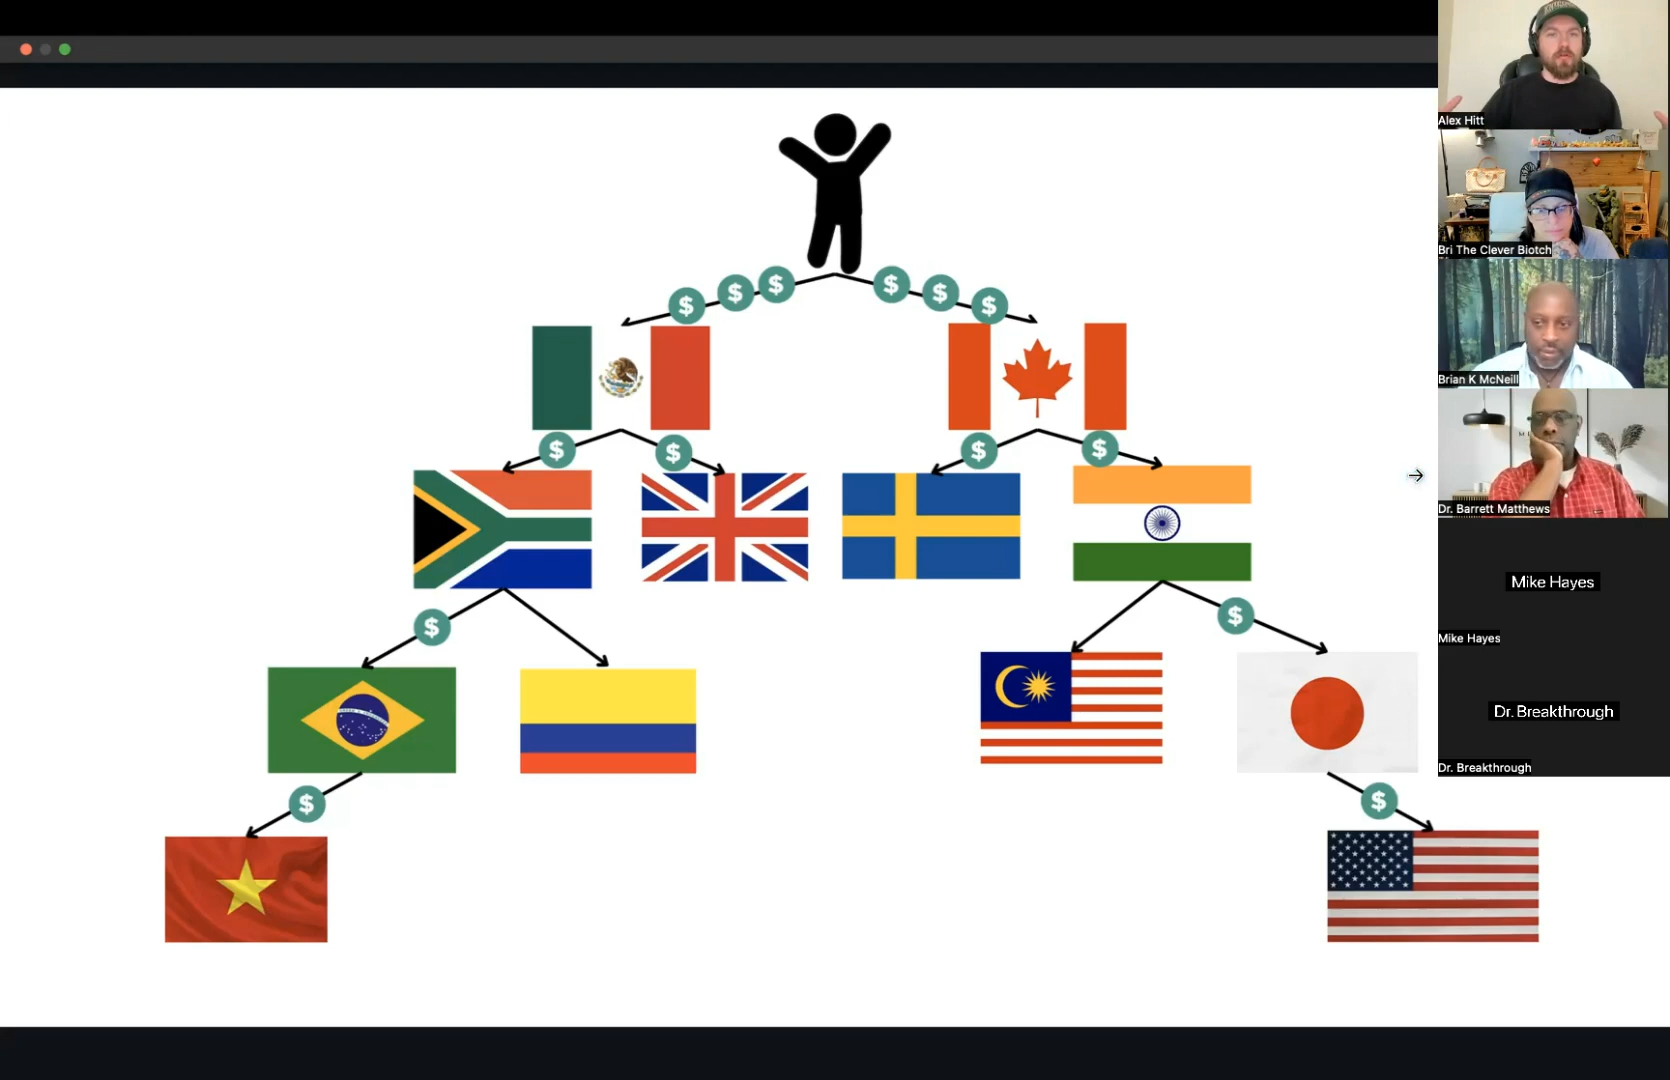 $ $ $ $ $ $
$ $ $ $
$ $
$ $
Alex Hitt
Bri The Clever Biotch
Brian K McNeill
Dr. Barrett Matthews
Mike Hayes
Mike Hayes
Dr. Breakthrough
Dr. Breakthrough